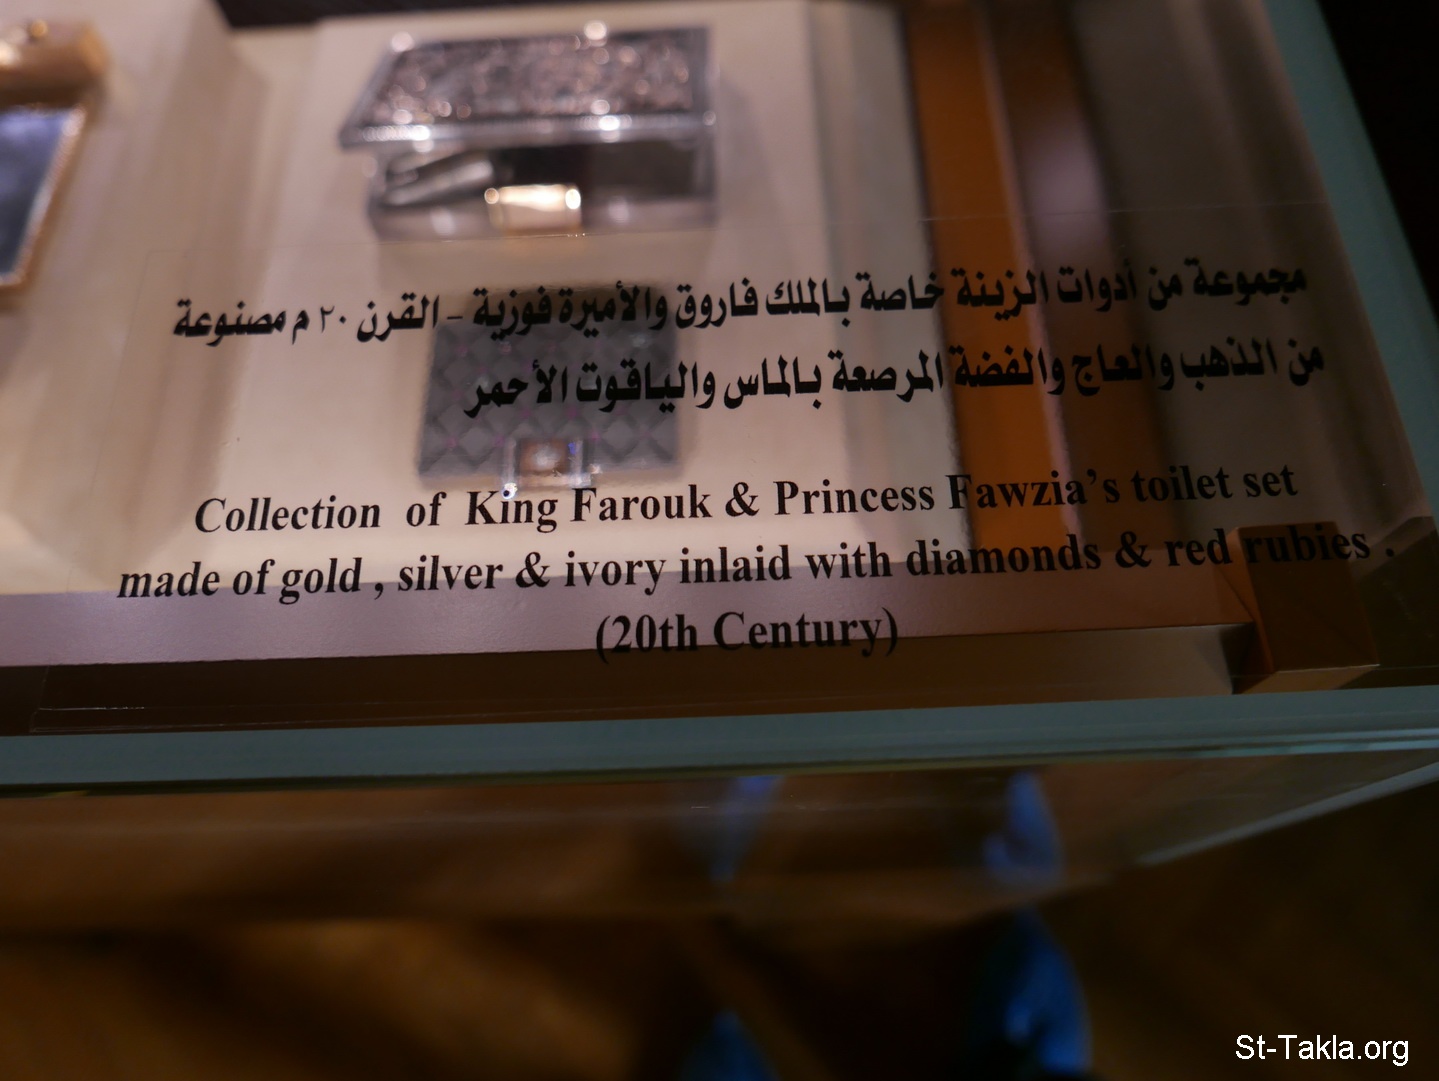 مجموعة من أدوات الزينة خاصة بالملك فاروق والأميرة فوزية - القرن ٢٠ م مصنوعة
من الذهب والعاج والفضة المرصعة بالماس والياقوت الأحمر
Collection of King Farouk & Princess Fawzia's toilet set
made of gold , silver & ivory inlaid with diamonds & red rubies .
(20th Century)
St-Takla.org